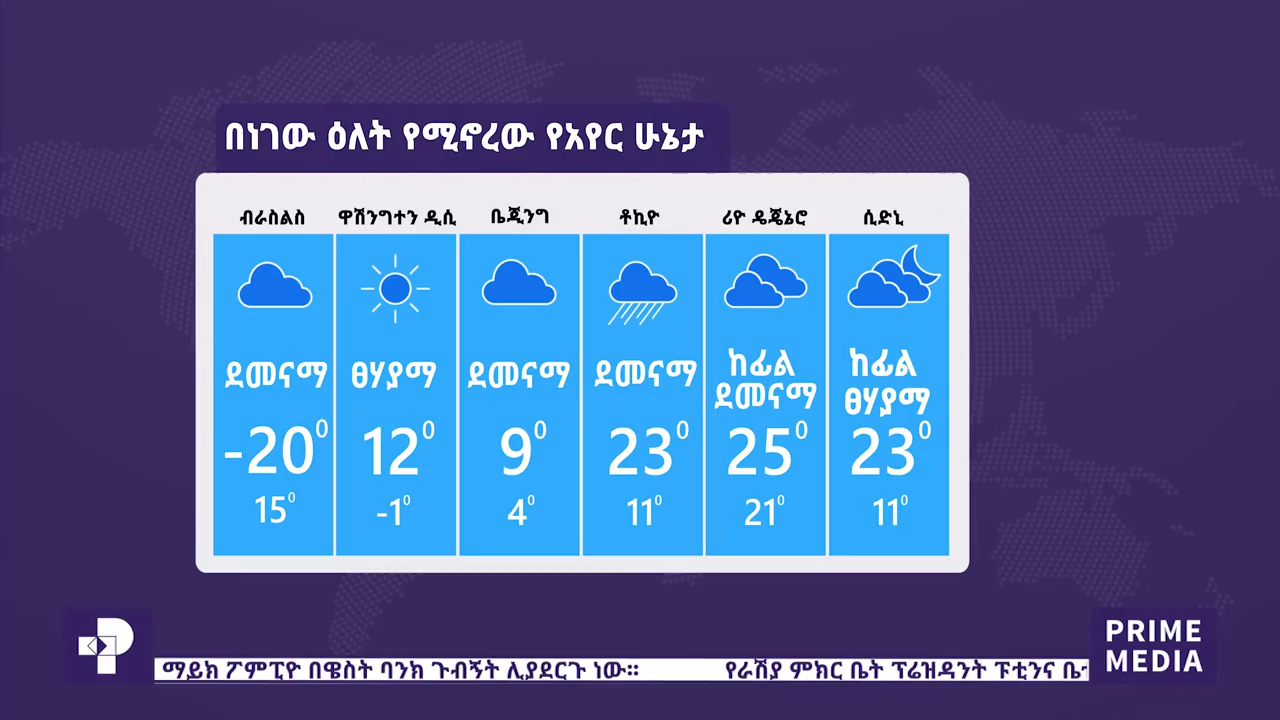 በነገው ዕለት የሚኖረው የአየር ሁኔታ
ብራስልስ ዋሽንግተን ዲሲ ቤጂንግ ቶኪዮ ሪዮ ዴጄኔሮ ሲድኒ
ደመናማ ፀሃያማ ደመናማ ደመናማ ከፊል ደመናማ ከፊል ፀሃያማ
-20⁰ 12⁰ 9⁰ 23⁰ 25⁰ 23⁰
15⁰ -1⁰ 4⁰ 11⁰ 21⁰ 11⁰
ማይክ ፖምፒዮ በዌስት ባንክ ጉብኝት ሊያደርጉ ነው። የራሽያ ምክር ቤት ፕሬዝዳንት ፑቲንና
PRIME
MEDIA